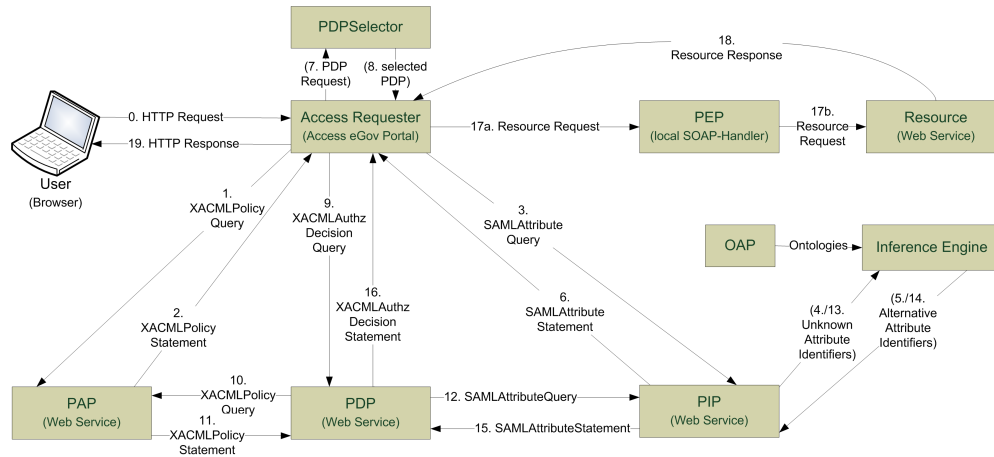 PDPSelector
(7. PDP
Request)
(8. selected
PDP)
18.
Resource Response
0. HTTP Request
19. HTTP Response
User
(Browser)
Access Requester
(Access eGov Portal)
17a. Resource Request
PEP
(local SOAP-Handler)
17b.
Resource
Request
Resource
(Web Service)
1.
XACMLPolicy
Query
9.
XACMLAuthz
Decision
Query
3.
SAMLAttribute
Query
OAP
Ontologies
Inference Engine
2.
XACMLPolicy
Statement
16.
XACMLAuthz
Decision
Statement
6.
SAMLAttribute
Statement
(4./13.
Unknown
Attribute
Identifiers)
(5./14.
Alternative
Attribute
Identifiers)
PAP
(Web Service)
10.
XACMLPolicy
Query
11.
XACMLPolicy
Statement
PDP
(Web Service)
12. SAMLAttributeQuery
15. SAMLAttributeStatement
PIP
(Web Service)